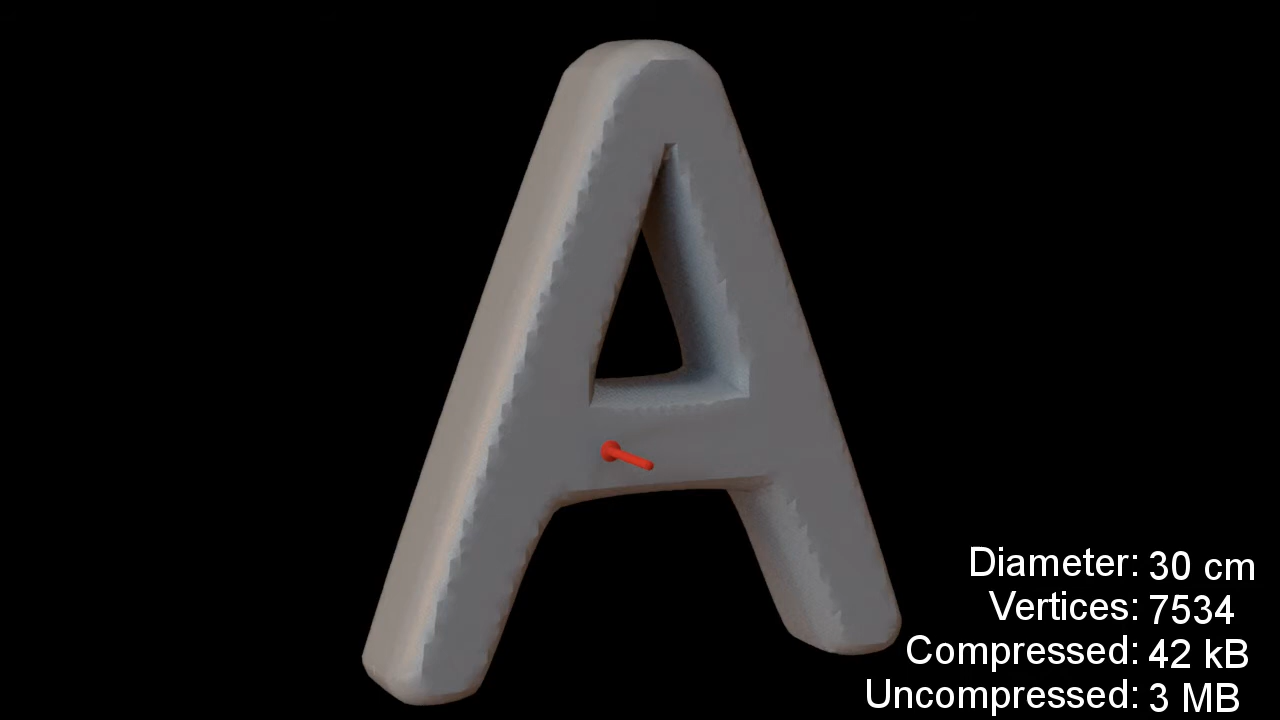 A
Diameter: 30 cm
Vertices: 7534
Compressed: 42 kB
Uncompressed: 3 MB